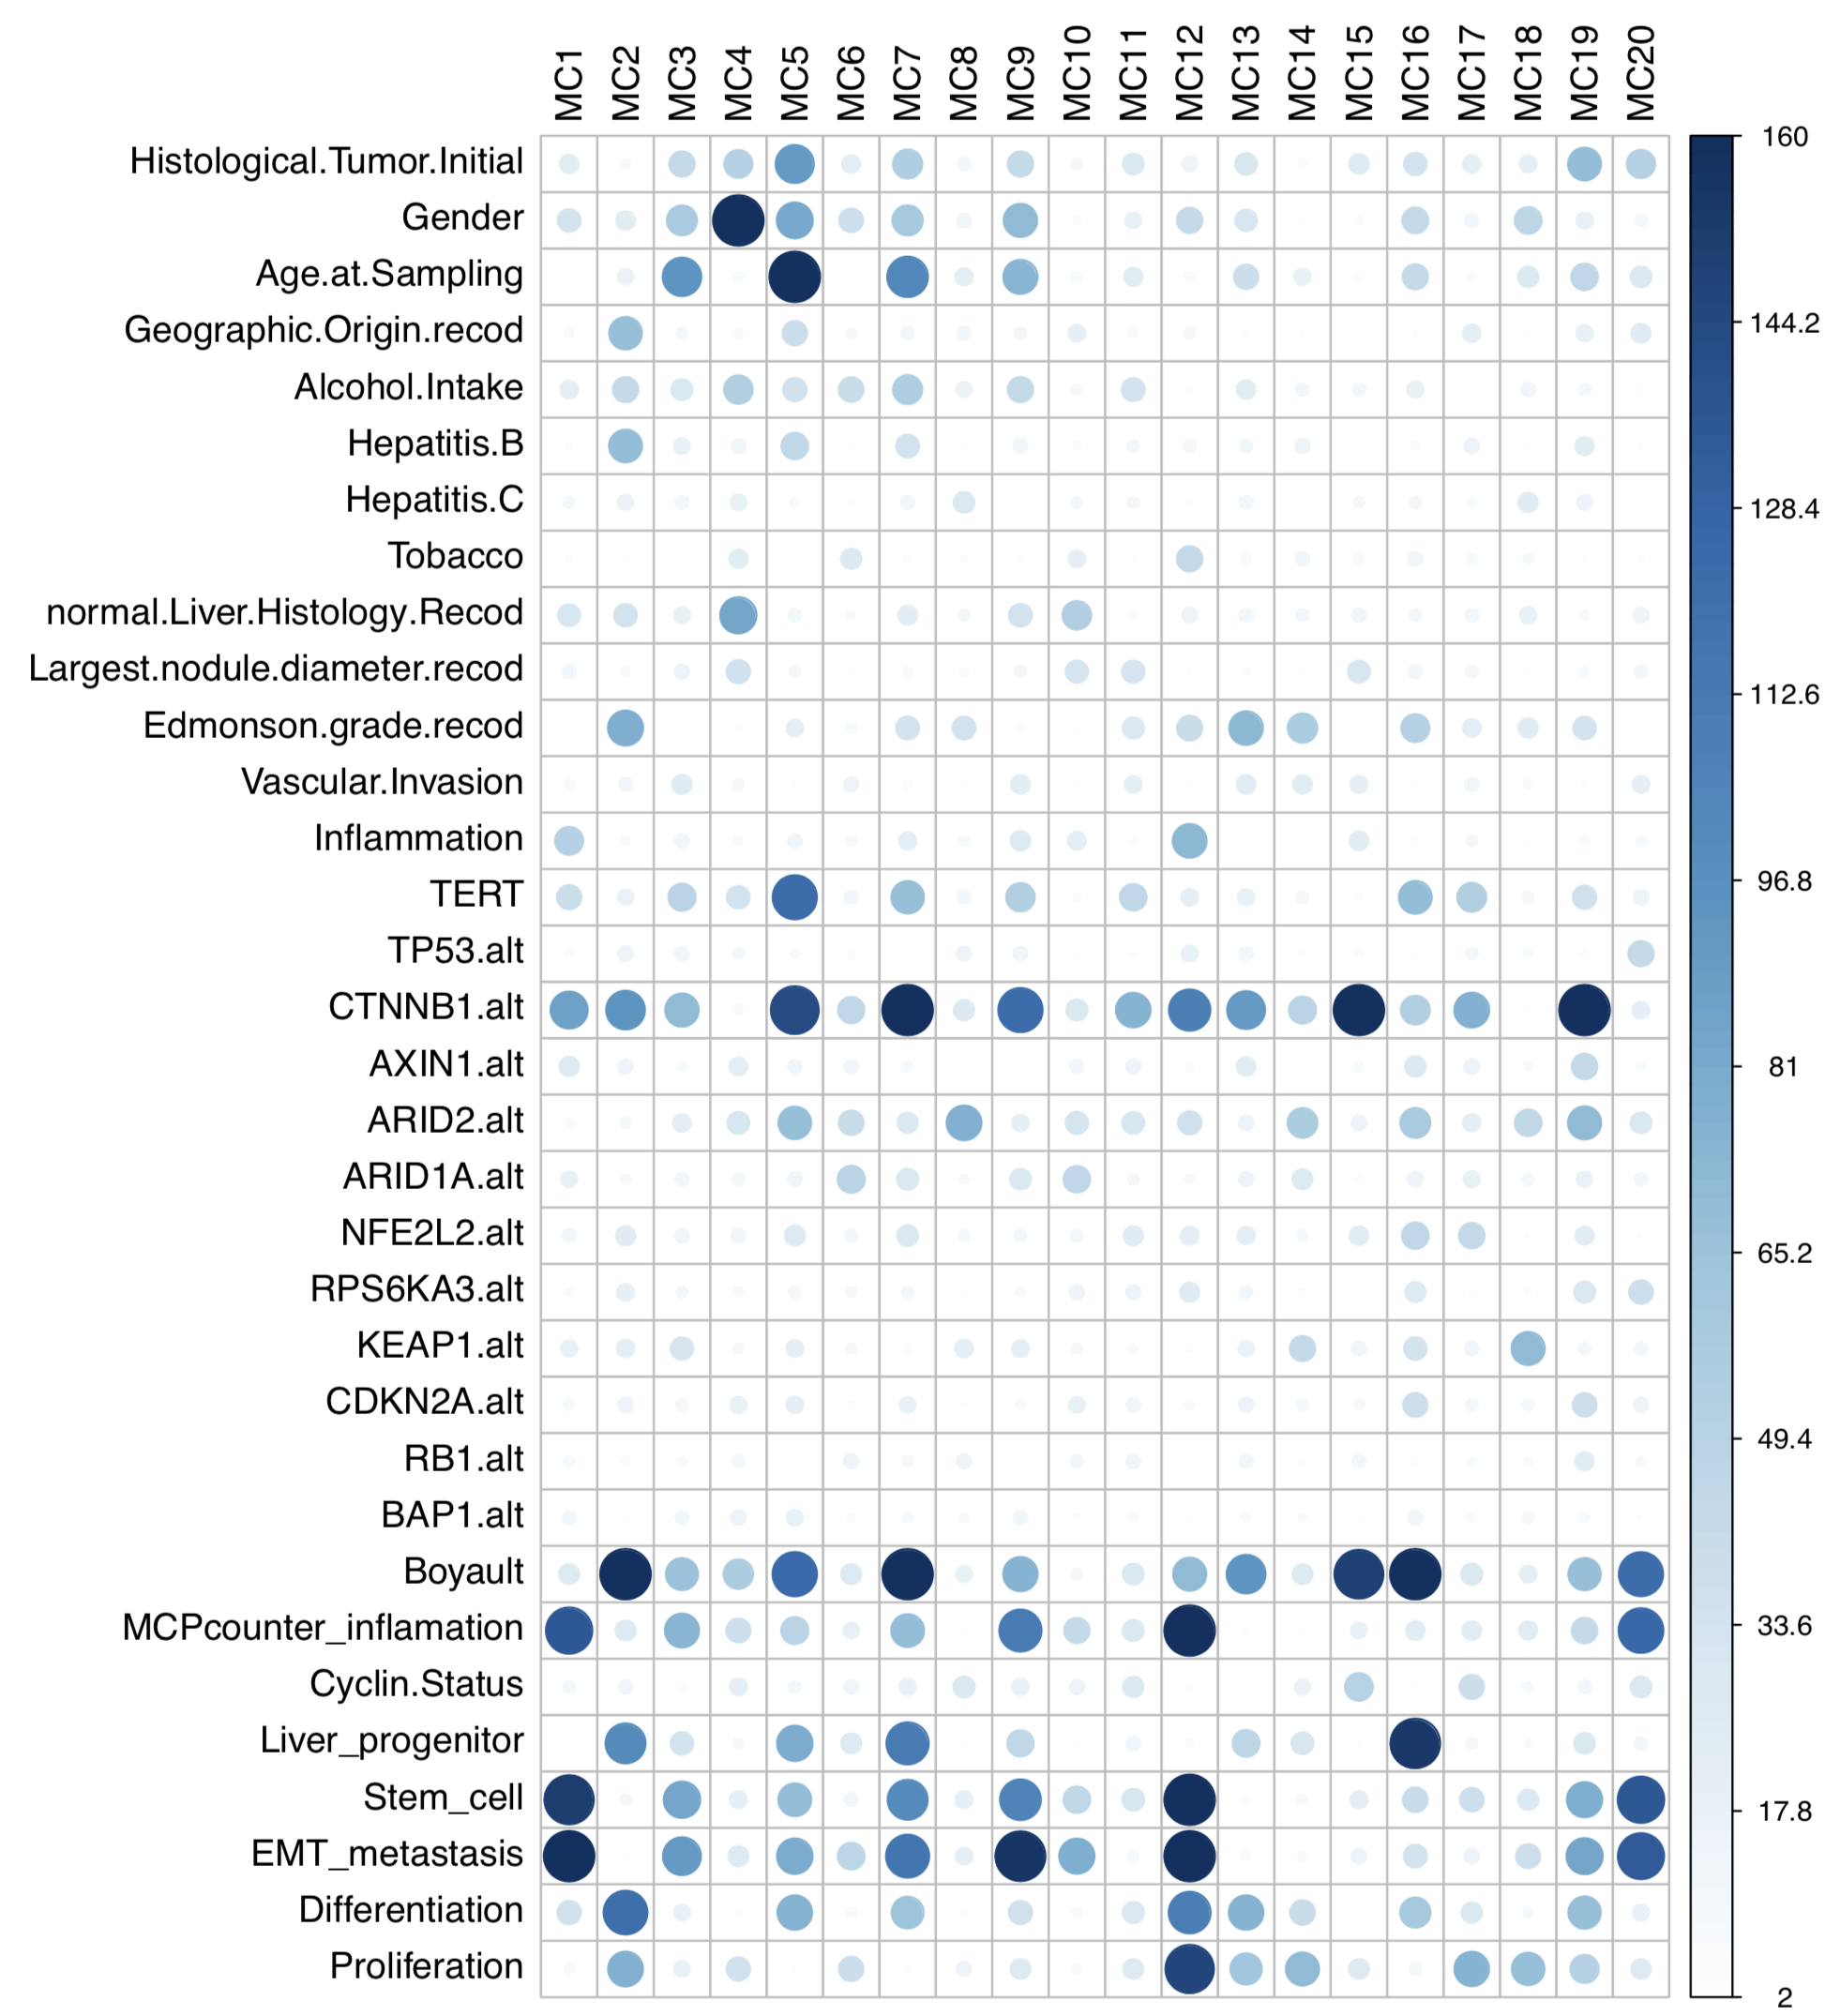 MC1 MC2 MC3 MC4 MC5 MC6 MC7 MC8 MC9 MC10 MC11 MC12 MC13 MC14 MC15 MC16 MC17 MC18 MC19 MC20
Histological.Tumor.Initial
Gender
Age.at.Sampling
Geographic.Origin.recod
Alcohol.Intake
Hepatitis.B
Hepatitis.C
Tobacco
normal.Liver.Histology.Recod
Largest.nodule.diameter.recod
Edmonson.grade.recod
Vascular.Invasion
Inflammation
TERT
TP53.alt
CTNNB1.alt
AXIN1.alt
ARID2.alt
ARID1A.alt
NFE2L2.alt
RPS6KA3.alt
KEAP1.alt
CDKN2A.alt
RB1.alt
BAP1.alt
Boyault
MCPcounter_inflamation
Cyclin.Status
Liver_progenitor
Stem_cell
EMT_metastasis
Differentiation
Proliferation
160
144.2
128.4
112.6
96.8
81
65.2
49.4
33.6
17.8
2